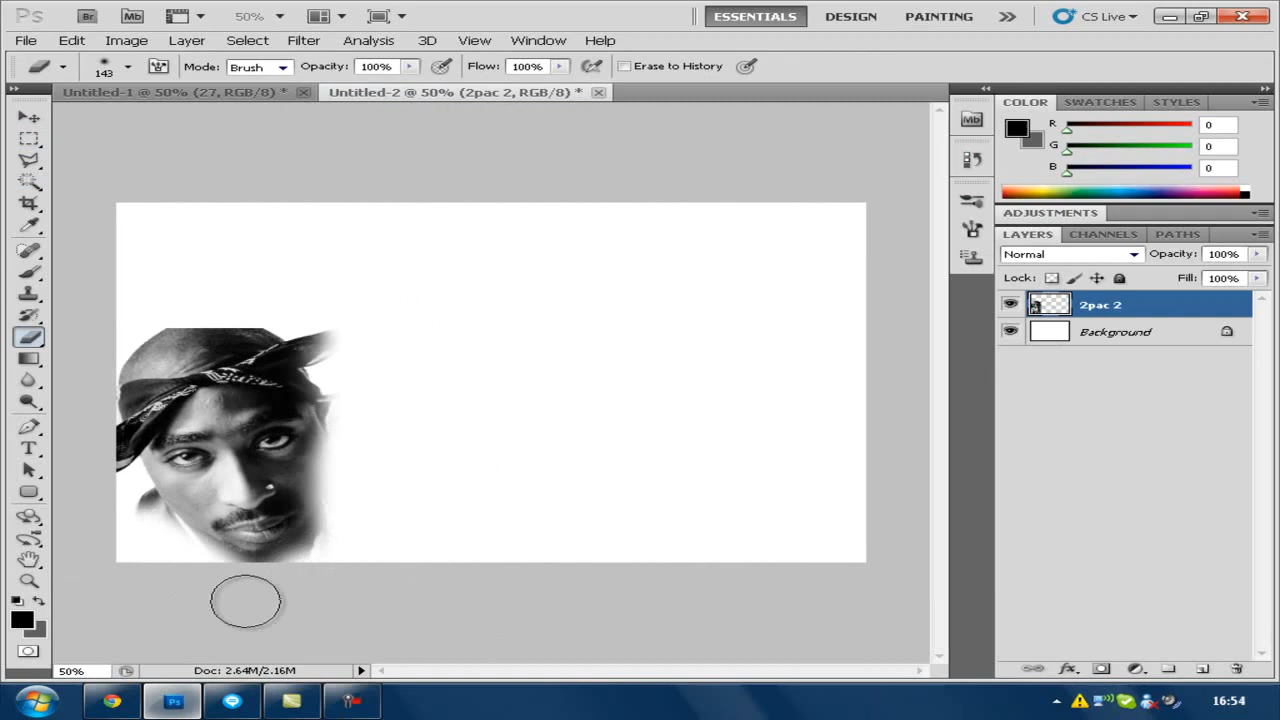 Ps Br Mb 50% ESSENTIALS DESIGN PAINTING CS Live
File Edit Image Layer Select Filter Analysis 3D View Window Help
143 Mode: Brush Opacity: 100% Flow: 100% Erase to History
Untitled-1 @ 50% (27, RGB/8) * Untitled-2 @ 50% (2pac 2, RGB/8) *
COLOR SWATCHES STYLES
Mb
R 0
G 0
B 0
ADJUSTMENTS
LAYERS CHANNELS PATHS
Normal Opacity: 100%
Lock: Fill: 100%
2pac 2
Background
T
50% Doc: 2.64M/2.16M
fx
Ps 16:54